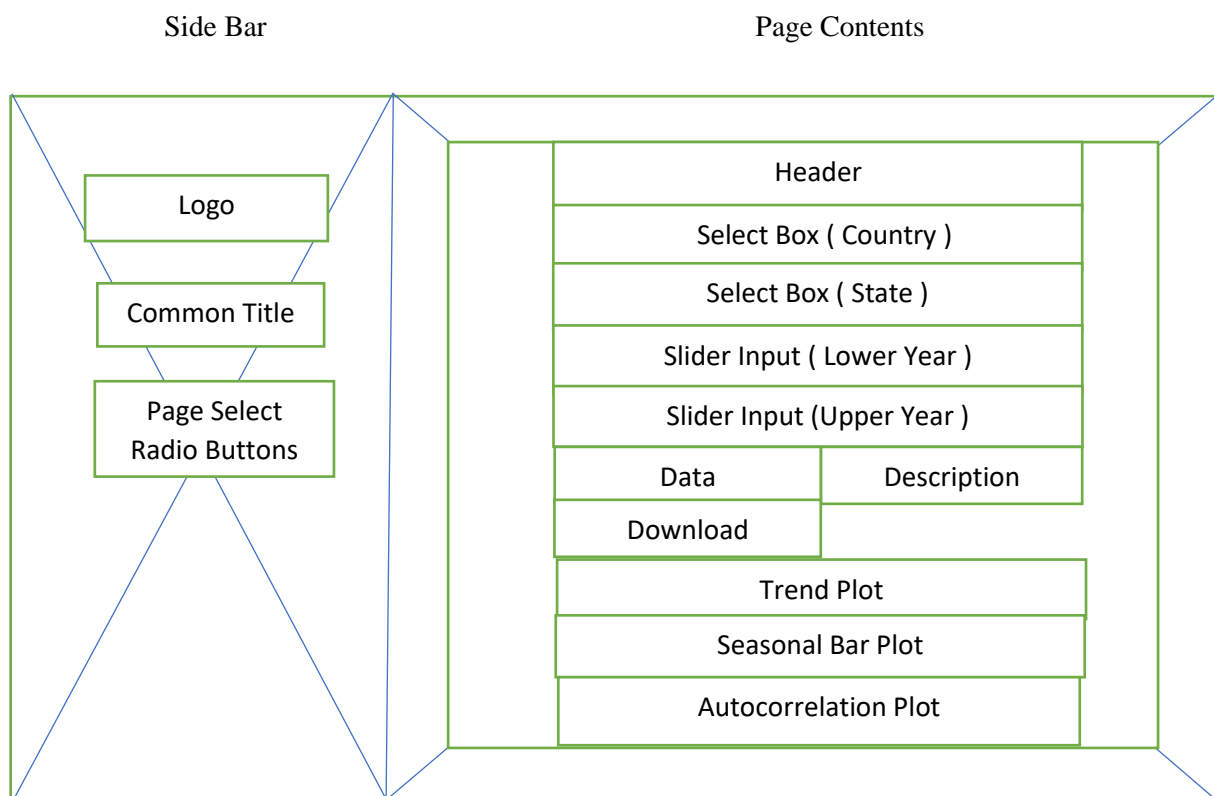 Side Bar
Page Contents
Logo
Common Title
Page Select
Radio Buttons
Header
Select Box ( Country )
Select Box ( State )
Slider Input ( Lower Year )
Slider Input (Upper Year )
Data
Description
Download
Trend Plot
Seasonal Bar Plot
Autocorrelation Plot